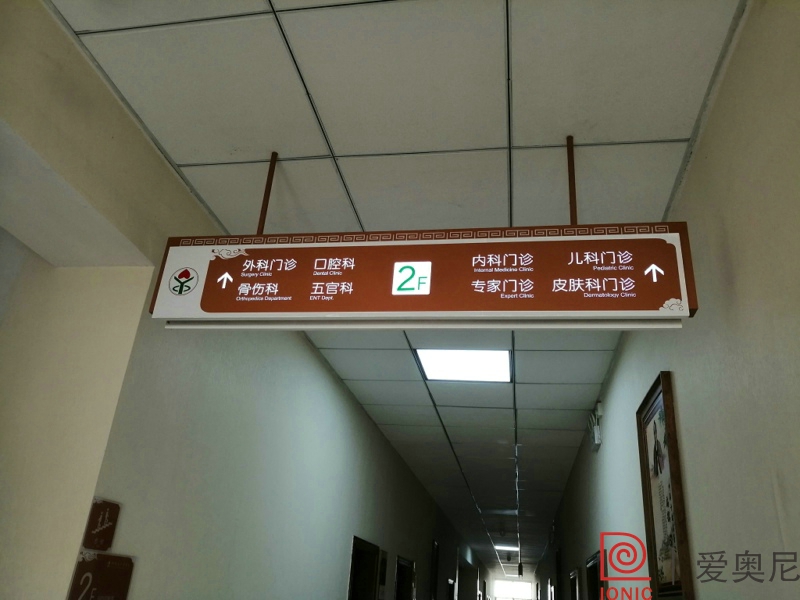 外科门诊 口腔科
Surgery Clinic Dental Clinic
骨伤科 五官科
Orthopedics Department ENT Dept.
2F
内科门诊 儿科门诊
Internal Medicine Clinic Pediatric Clinic
专家门诊 皮肤科门诊
Expert Clinic Dermatology Clinic
2F
IONIC
爱奥尼